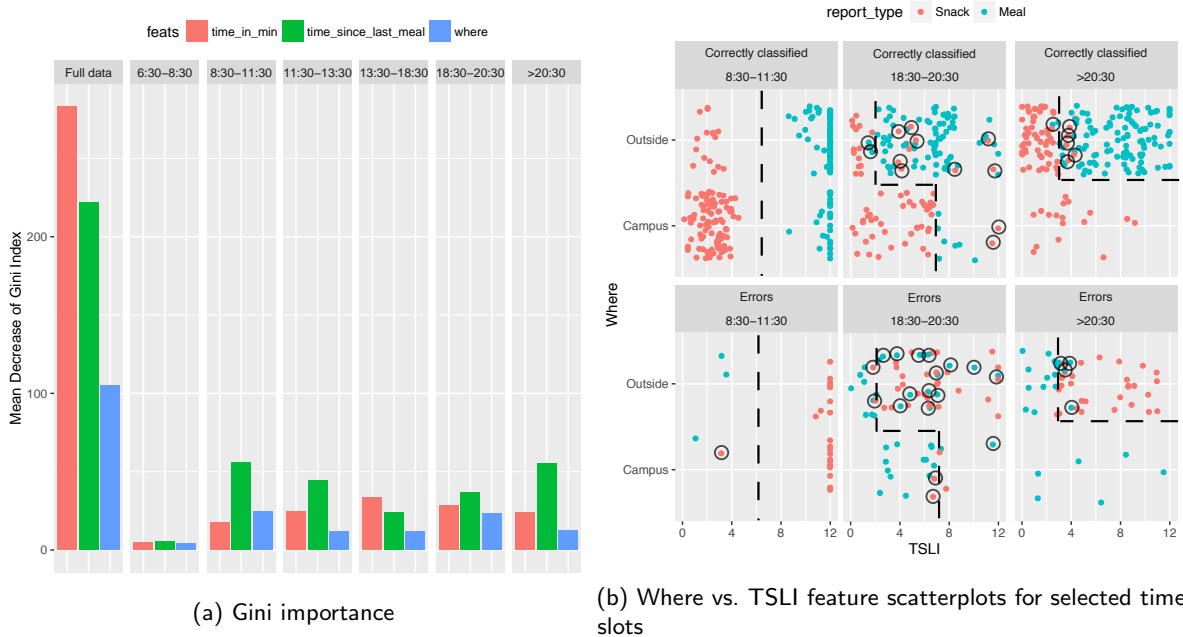 feats time_in_min time_since_last_meal where
Full data 6:30−8:30 8:30−11:30 11:30−13:30 13:30−18:30 18:30−20:30 >20:30
Mean Decrease of Gini Index
200
100
0
(a) Gini importance
report_type Snack Meal
Correctly classified Correctly classified Correctly classified
8:30−11:30 18:30−20:30 >20:30
Outside
Campus
Where
Errors Errors Errors
8:30−11:30 18:30−20:30 >20:30
Outside
Campus
0 4 8 12 0 4 8 12 0 4 8 12
TSLI
(b) Where vs. TSLI feature scatterplots for selected time
slots